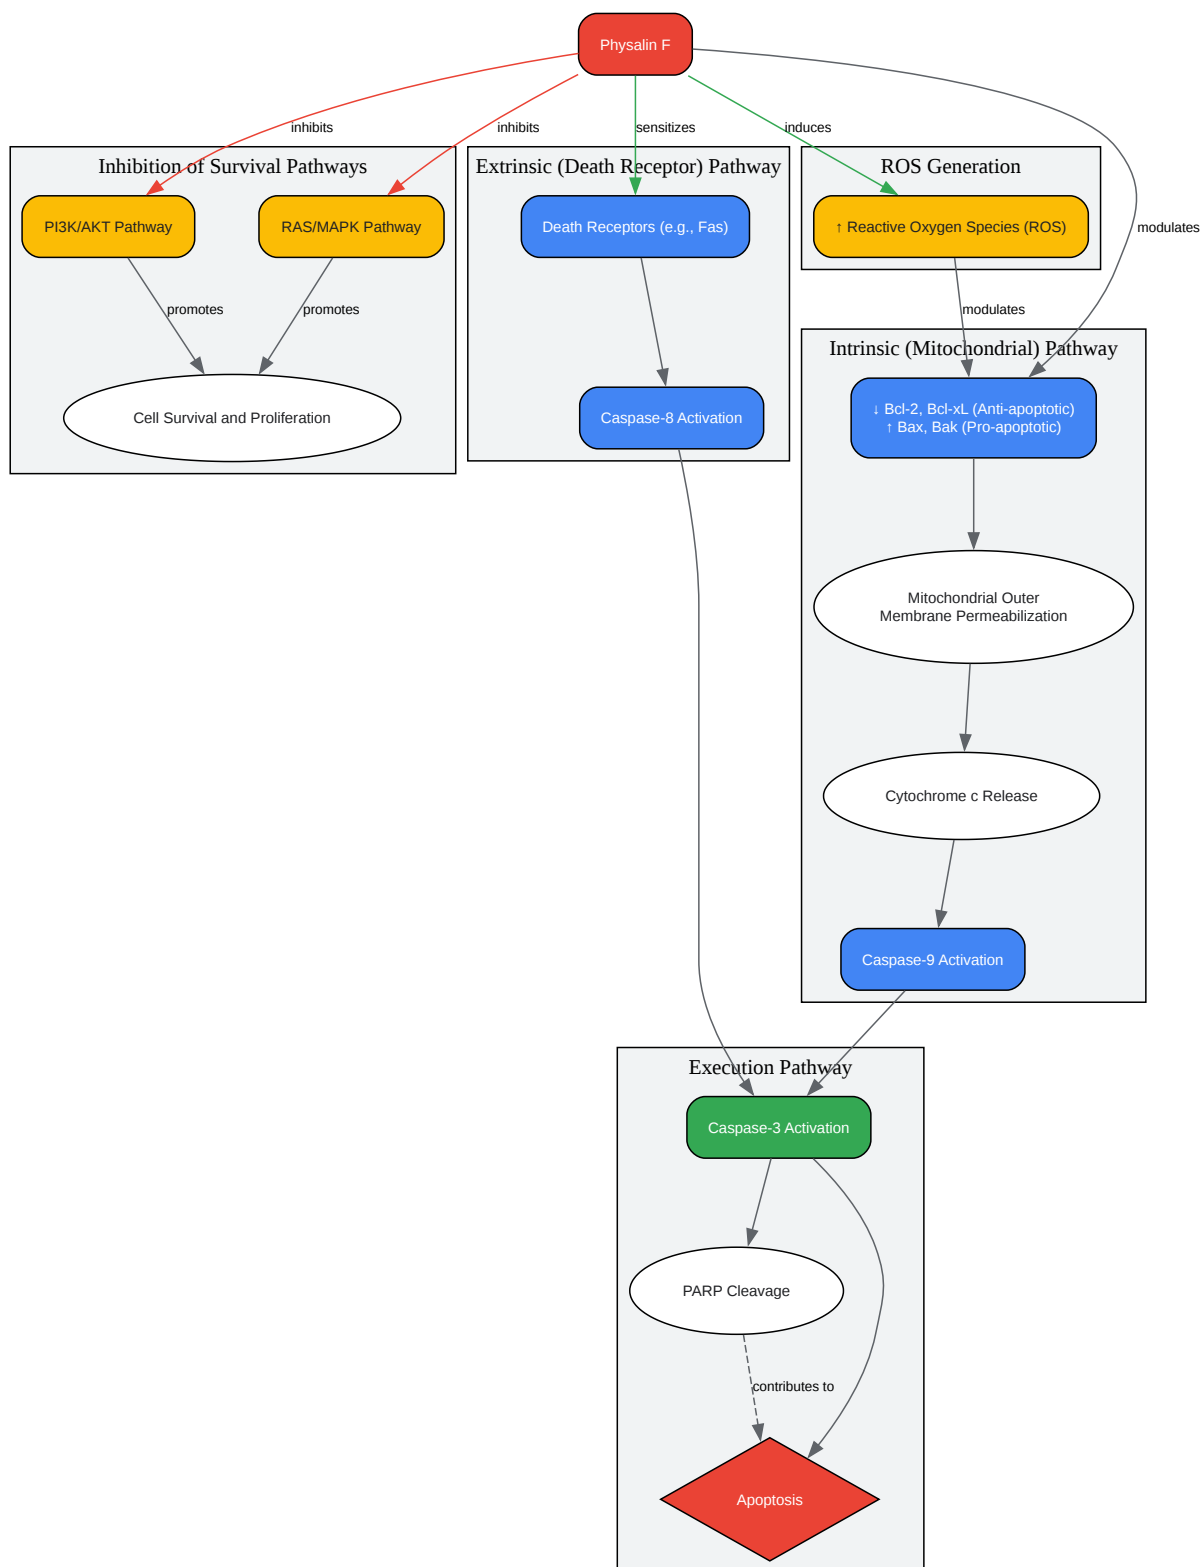 Physalin F
inhibits
inhibits
sensitizes
induces
modulates
Inhibition of Survival Pathways
PI3K/AKT Pathway
RAS/MAPK Pathway
promotes
promotes
Cell Survival and Proliferation
Extrinsic (Death Receptor) Pathway
Death Receptors (e.g., Fas)
Caspase-8 Activation
ROS Generation
↑ Reactive Oxygen Species (ROS)
modulates
Intrinsic (Mitochondrial) Pathway
↓ Bcl-2, Bcl-xL (Anti-apoptotic)
↑ Bax, Bak (Pro-apoptotic)
Mitochondrial Outer
Membrane Permeabilization
Cytochrome c Release
Caspase-9 Activation
Execution Pathway
Caspase-3 Activation
PARP Cleavage
contributes to
Apoptosis